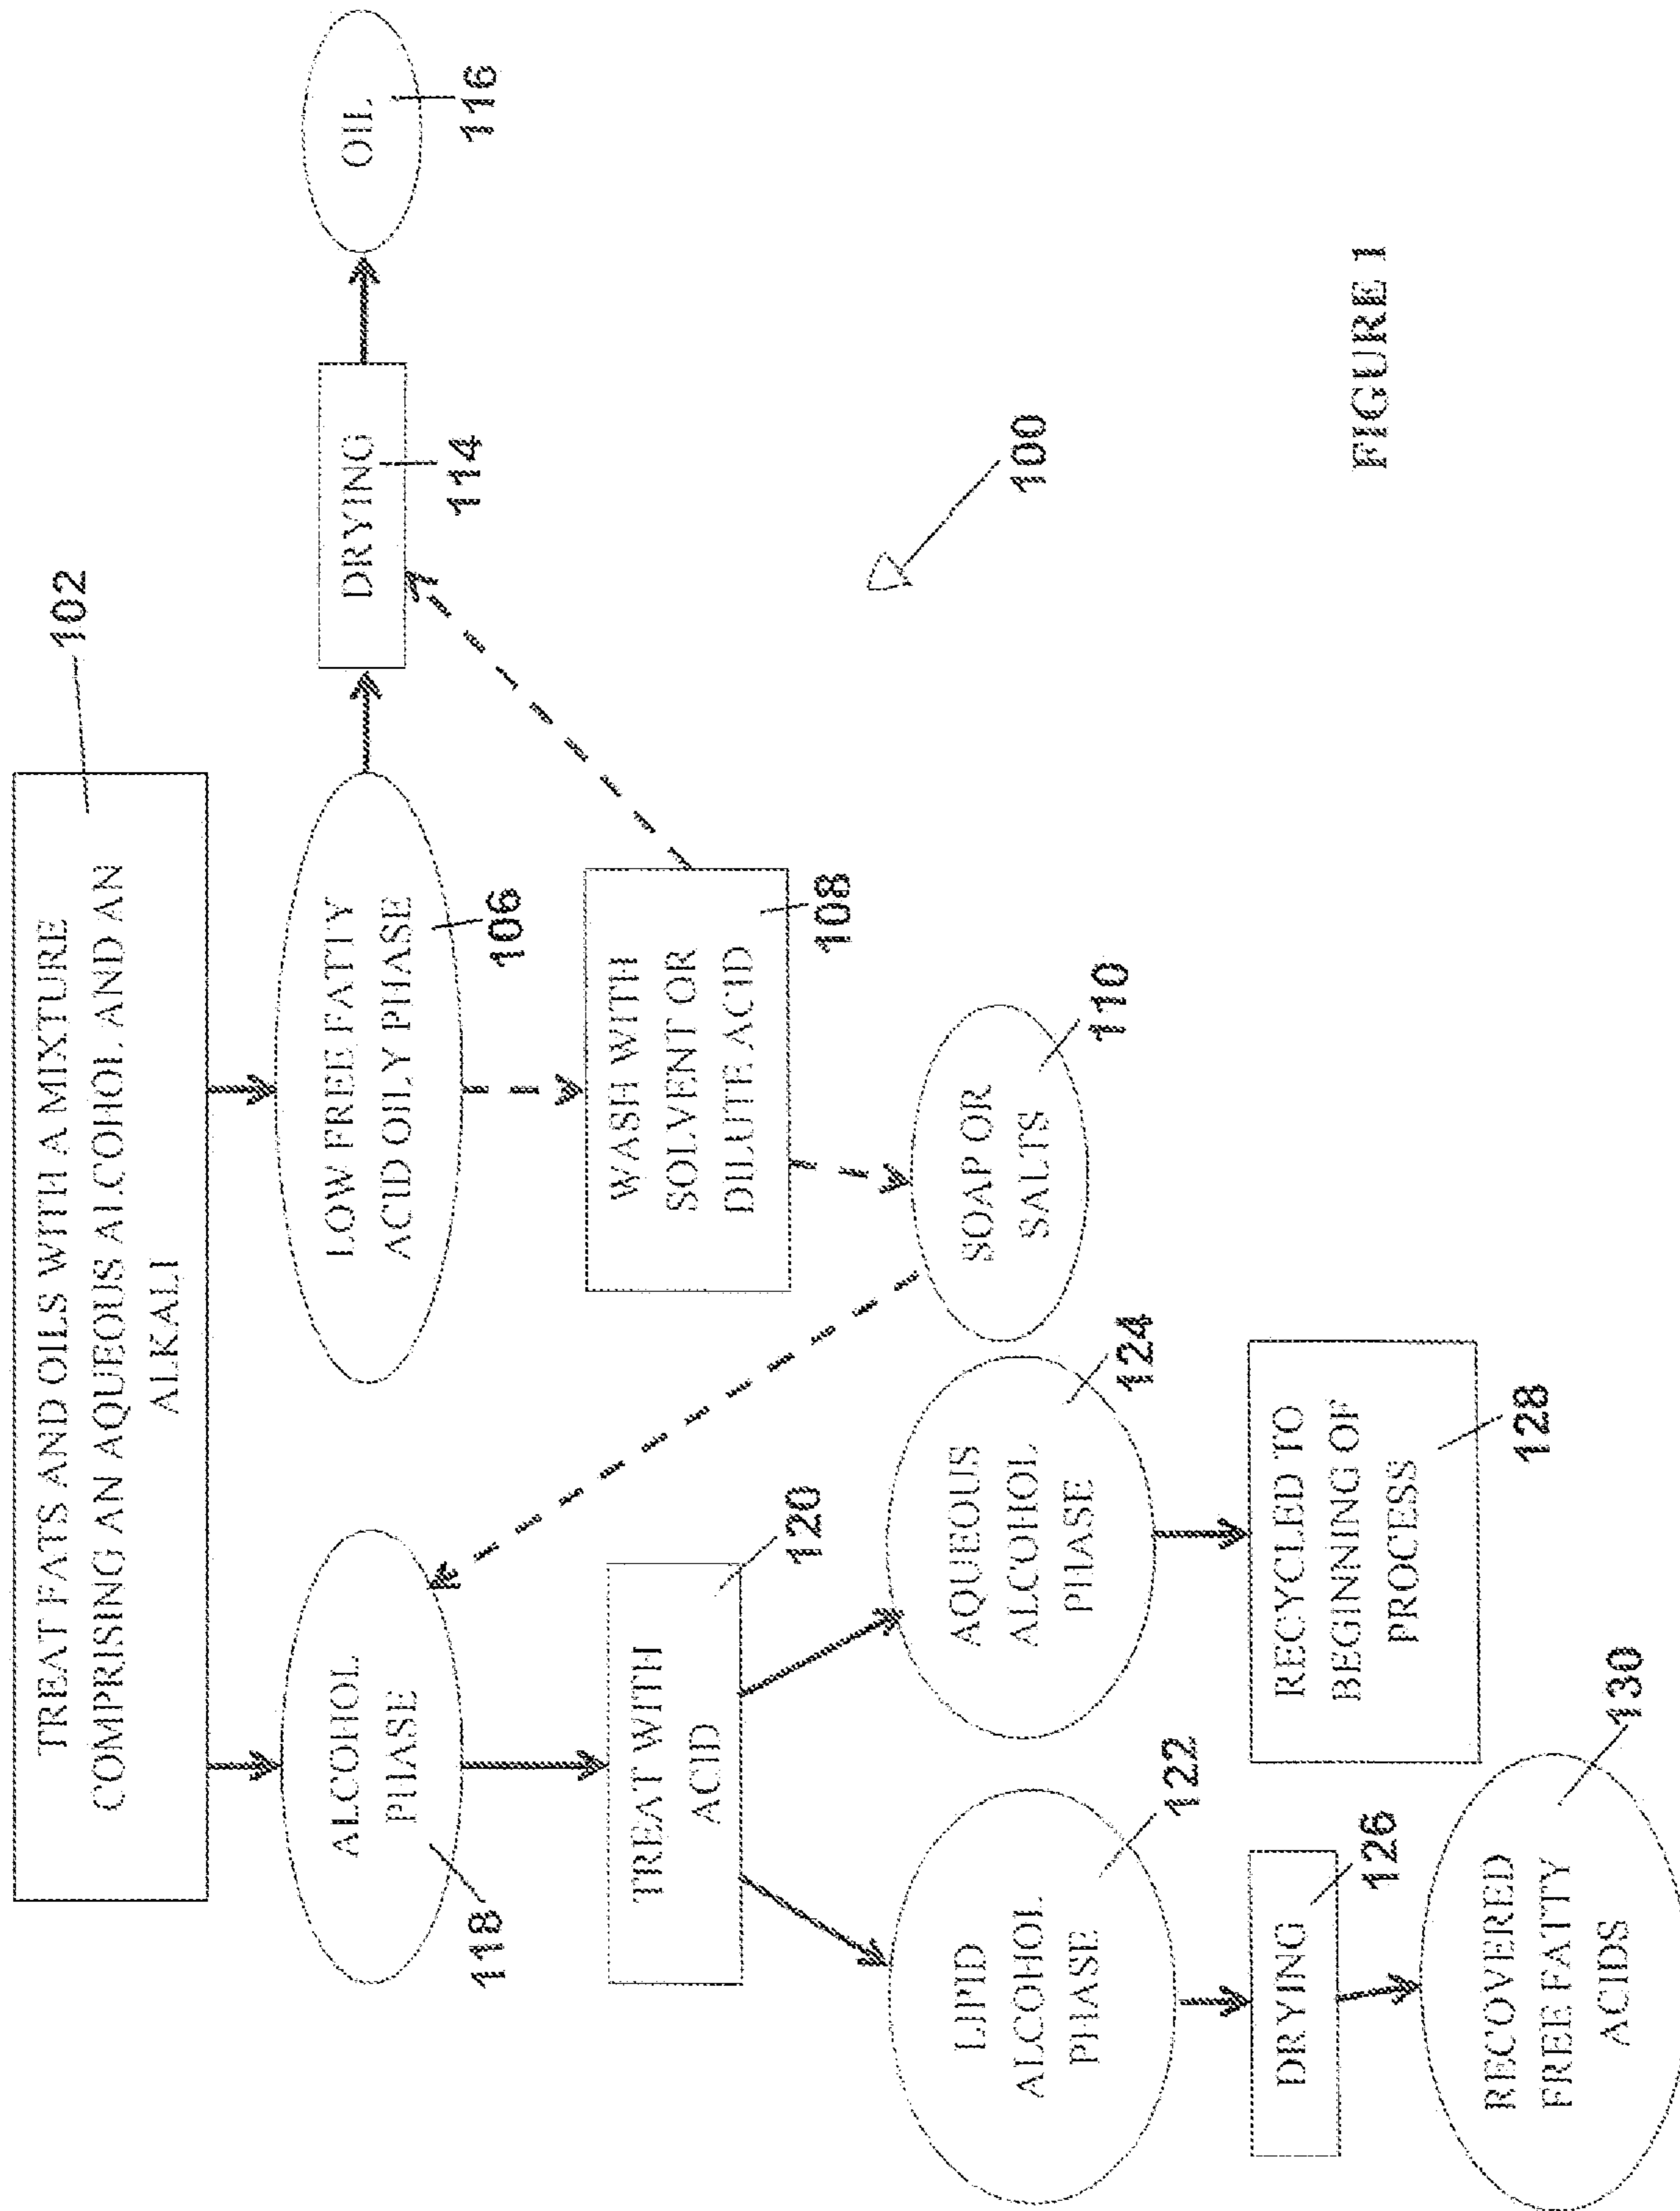 TREAT FATS AND OILS WITH A MIXTURE
COMPRISING AN AQUEOUS ALCOHOL AND AN
ALKALI
102
ALCOHOL
PHASE
118
LOW FREE FATTY
ACID OILY PHASE
106
DRYING
114
OIL
116
TREAT WITH
ACID
120
WASH WITH
SOLVENT OR
DILUTE ACID
108
LIPID
ALCOHOL
PHASE
122
AQUEOUS
ALCOHOL
PHASE
124
SOAP OR
SALTS
110
100
DRYING
126
RECYCLED TO
BEGINNING OF
PROCESS
128
RECOVERED
FREE FATTY
ACIDS
130
FIGURE 1